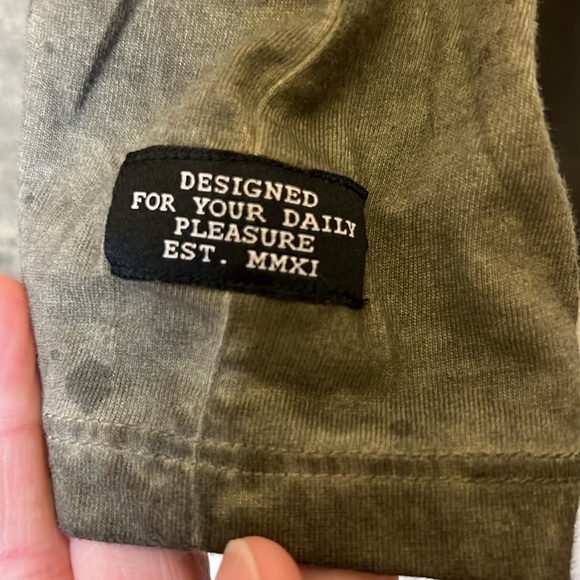 DESIGNED
FOR YOUR DAILY
PLEASURE
EST. MMXI